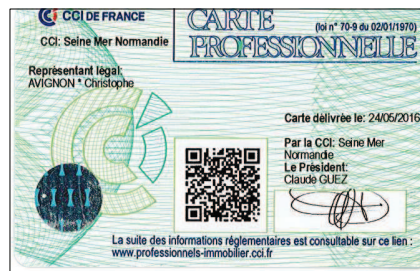 CCI DE FRANCE
CARTE
(loi n° 70-9 du 02/01/1970)
CCI: Seine Mer Normandie
PROFESSIONNELLE
Représentant légal:
AVIGNON * Christophe
Carte délivrée le: 24/05/2016
Par la CCI: Seine Mer
Normandie
Le Président:
Claude GUEZ
La suite des informations réglementaires est consultable sur ce lien :
www.professionnels-immobilier.cci.fr